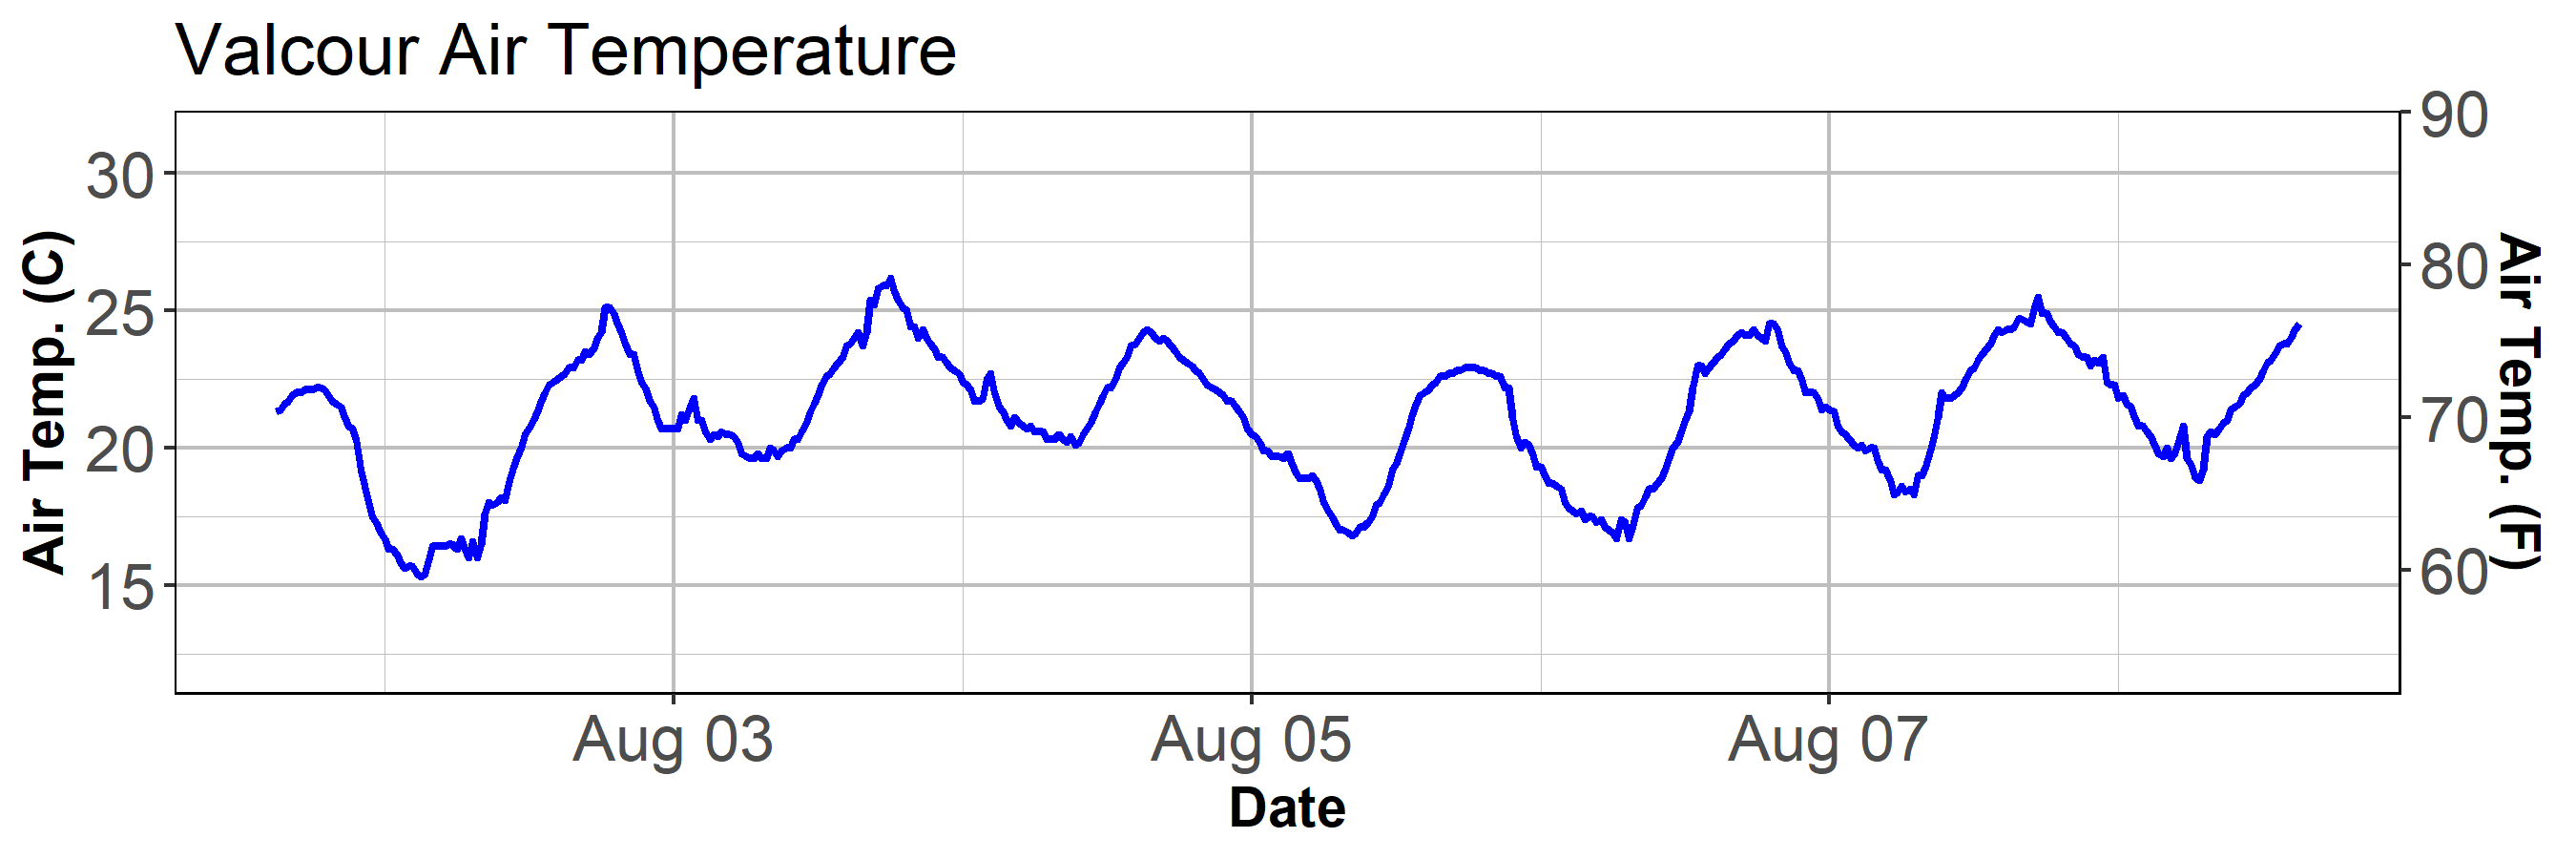 Valcour Air Temperature
90
30
80
25
70
20
60
15
Air Temp. (C)
Air Temp. (F)
Aug 03
Aug 05
Aug 07
Date